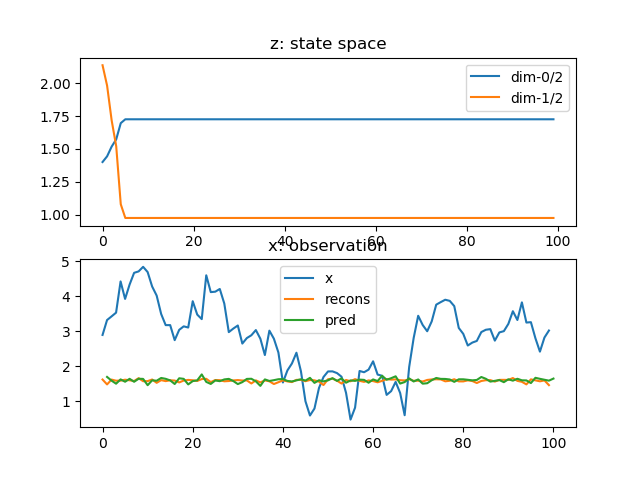 z: state space
2.00
1.75
1.50
1.25
1.00
dim-0/2
dim-1/2
0 20 40 60 80 100
x: observation
5
4
3
2
1
x
recons
pred
0 20 40 60 80 100